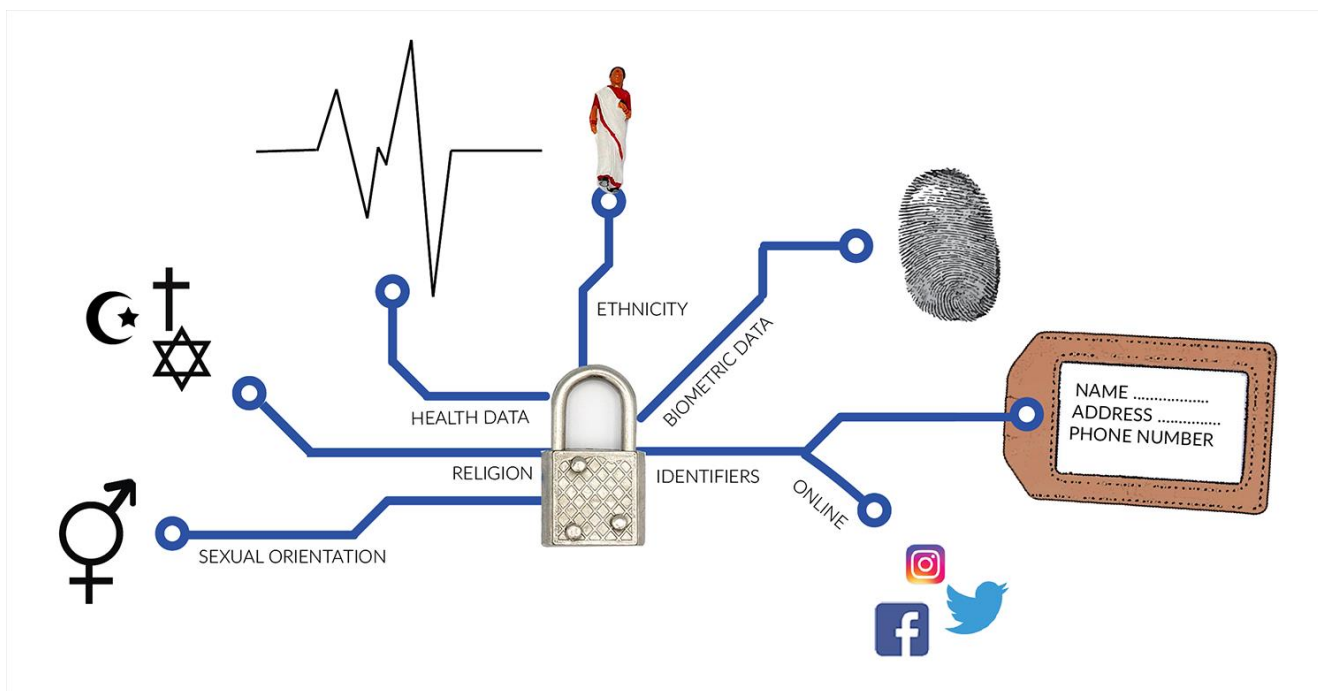 ETHNICITY
BIOMETRIC DATA
HEALTH DATA
RELIGION
IDENTIFIERS
ONLINE
SEXUAL ORIENTATION
NAME ..................
ADDRESS ...............
PHONE NUMBER